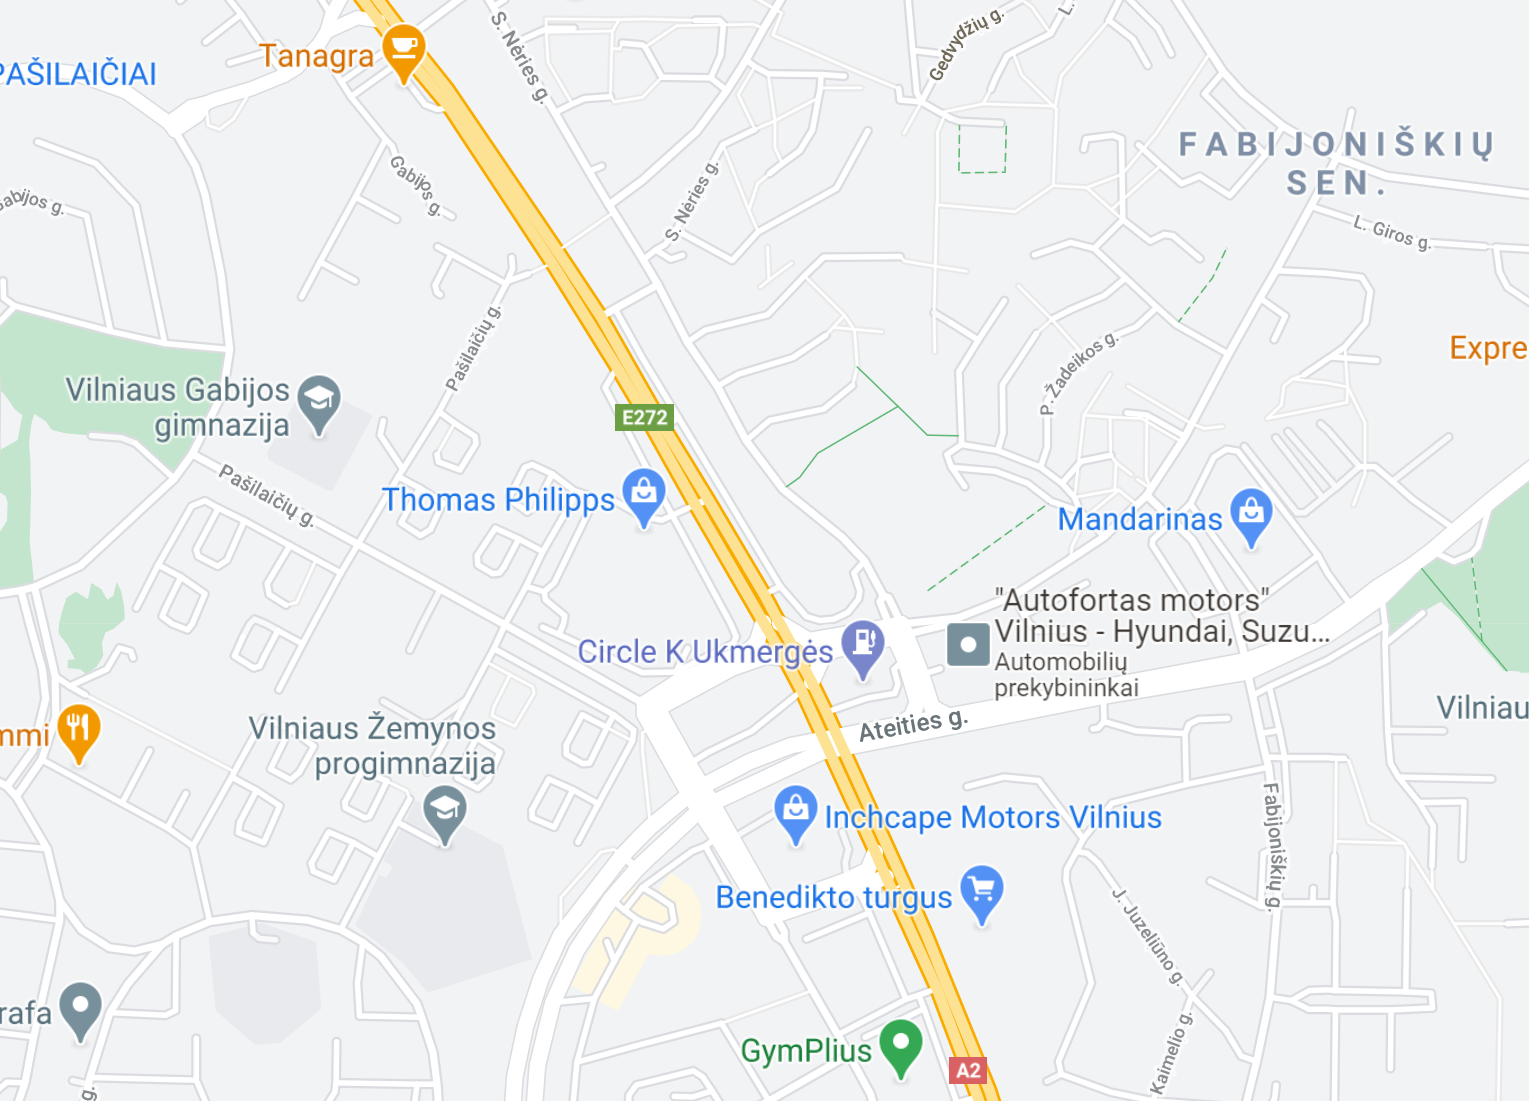 S. Nėries g.
Gedvydžių g.
L.
Tanagra
PAŠILAIČIAI
FABIJONIŠKIŲ
SEN.
Gabijos g.
Gabijos g.
S. Nėries g.
L. Giros g.
Pašilaičių g.
P. Žadeikos g.
Expre
Vilniaus Gabijos
gimnazija
E272
Pašilaičių g.
Thomas Philipps
Mandarinas
"Autofortas motors"
Vilnius - Hyundai, Suzu...
Automobilių
prekybininkai
Circle K Ukmergės
Vilniau
Ateities g.
mmi
Vilniaus Žemynos
progimnazija
Inchcape Motors Vilnius
Fabijoniškių g.
Benedikto turgus
J. Juzeliūno g.
rafa
Kaimelio g.
GymPlius
A2
g.